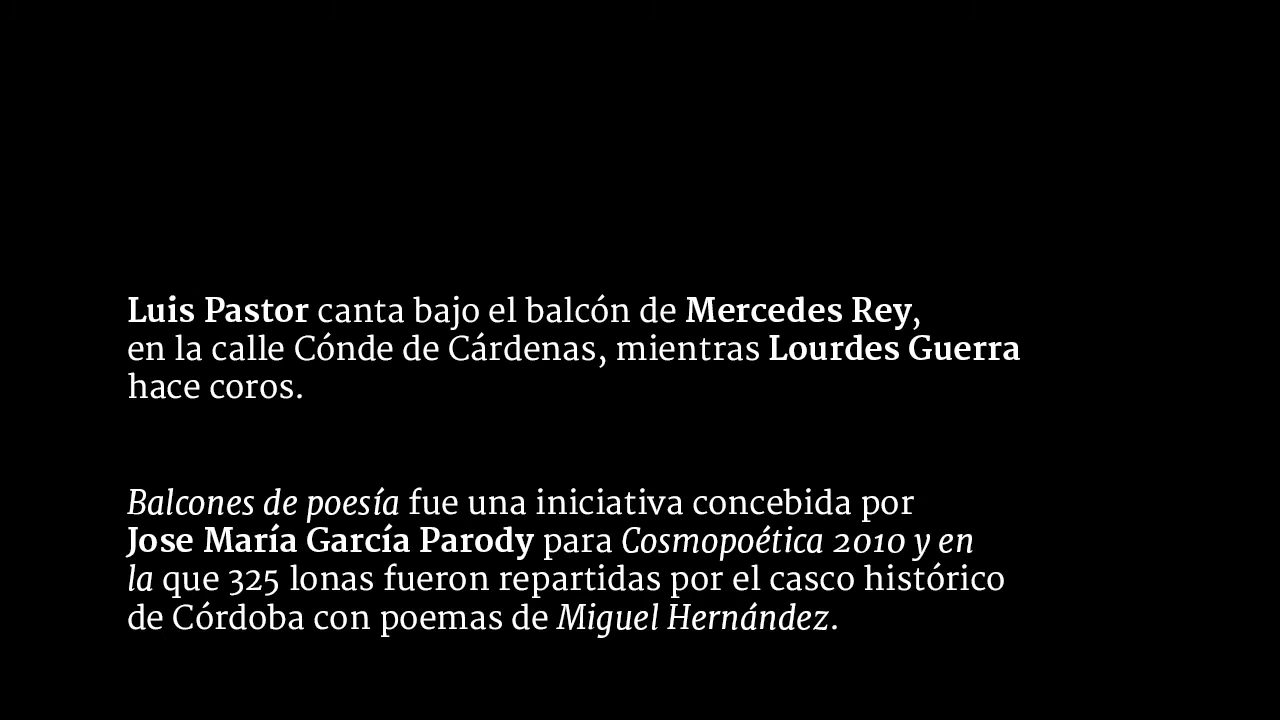 Luis Pastor canta bajo el balcón de Mercedes Rey,
en la calle Cónde de Cárdenas, mientras Lourdes Guerra
hace coros.
Balcones de poesía fue una iniciativa concebida por
Jose María García Parody para Cosmopoética 2010 y en
la que 325 lonas fueron repartidas por el casco histórico
de Córdoba con poemas de Miguel Hernández.